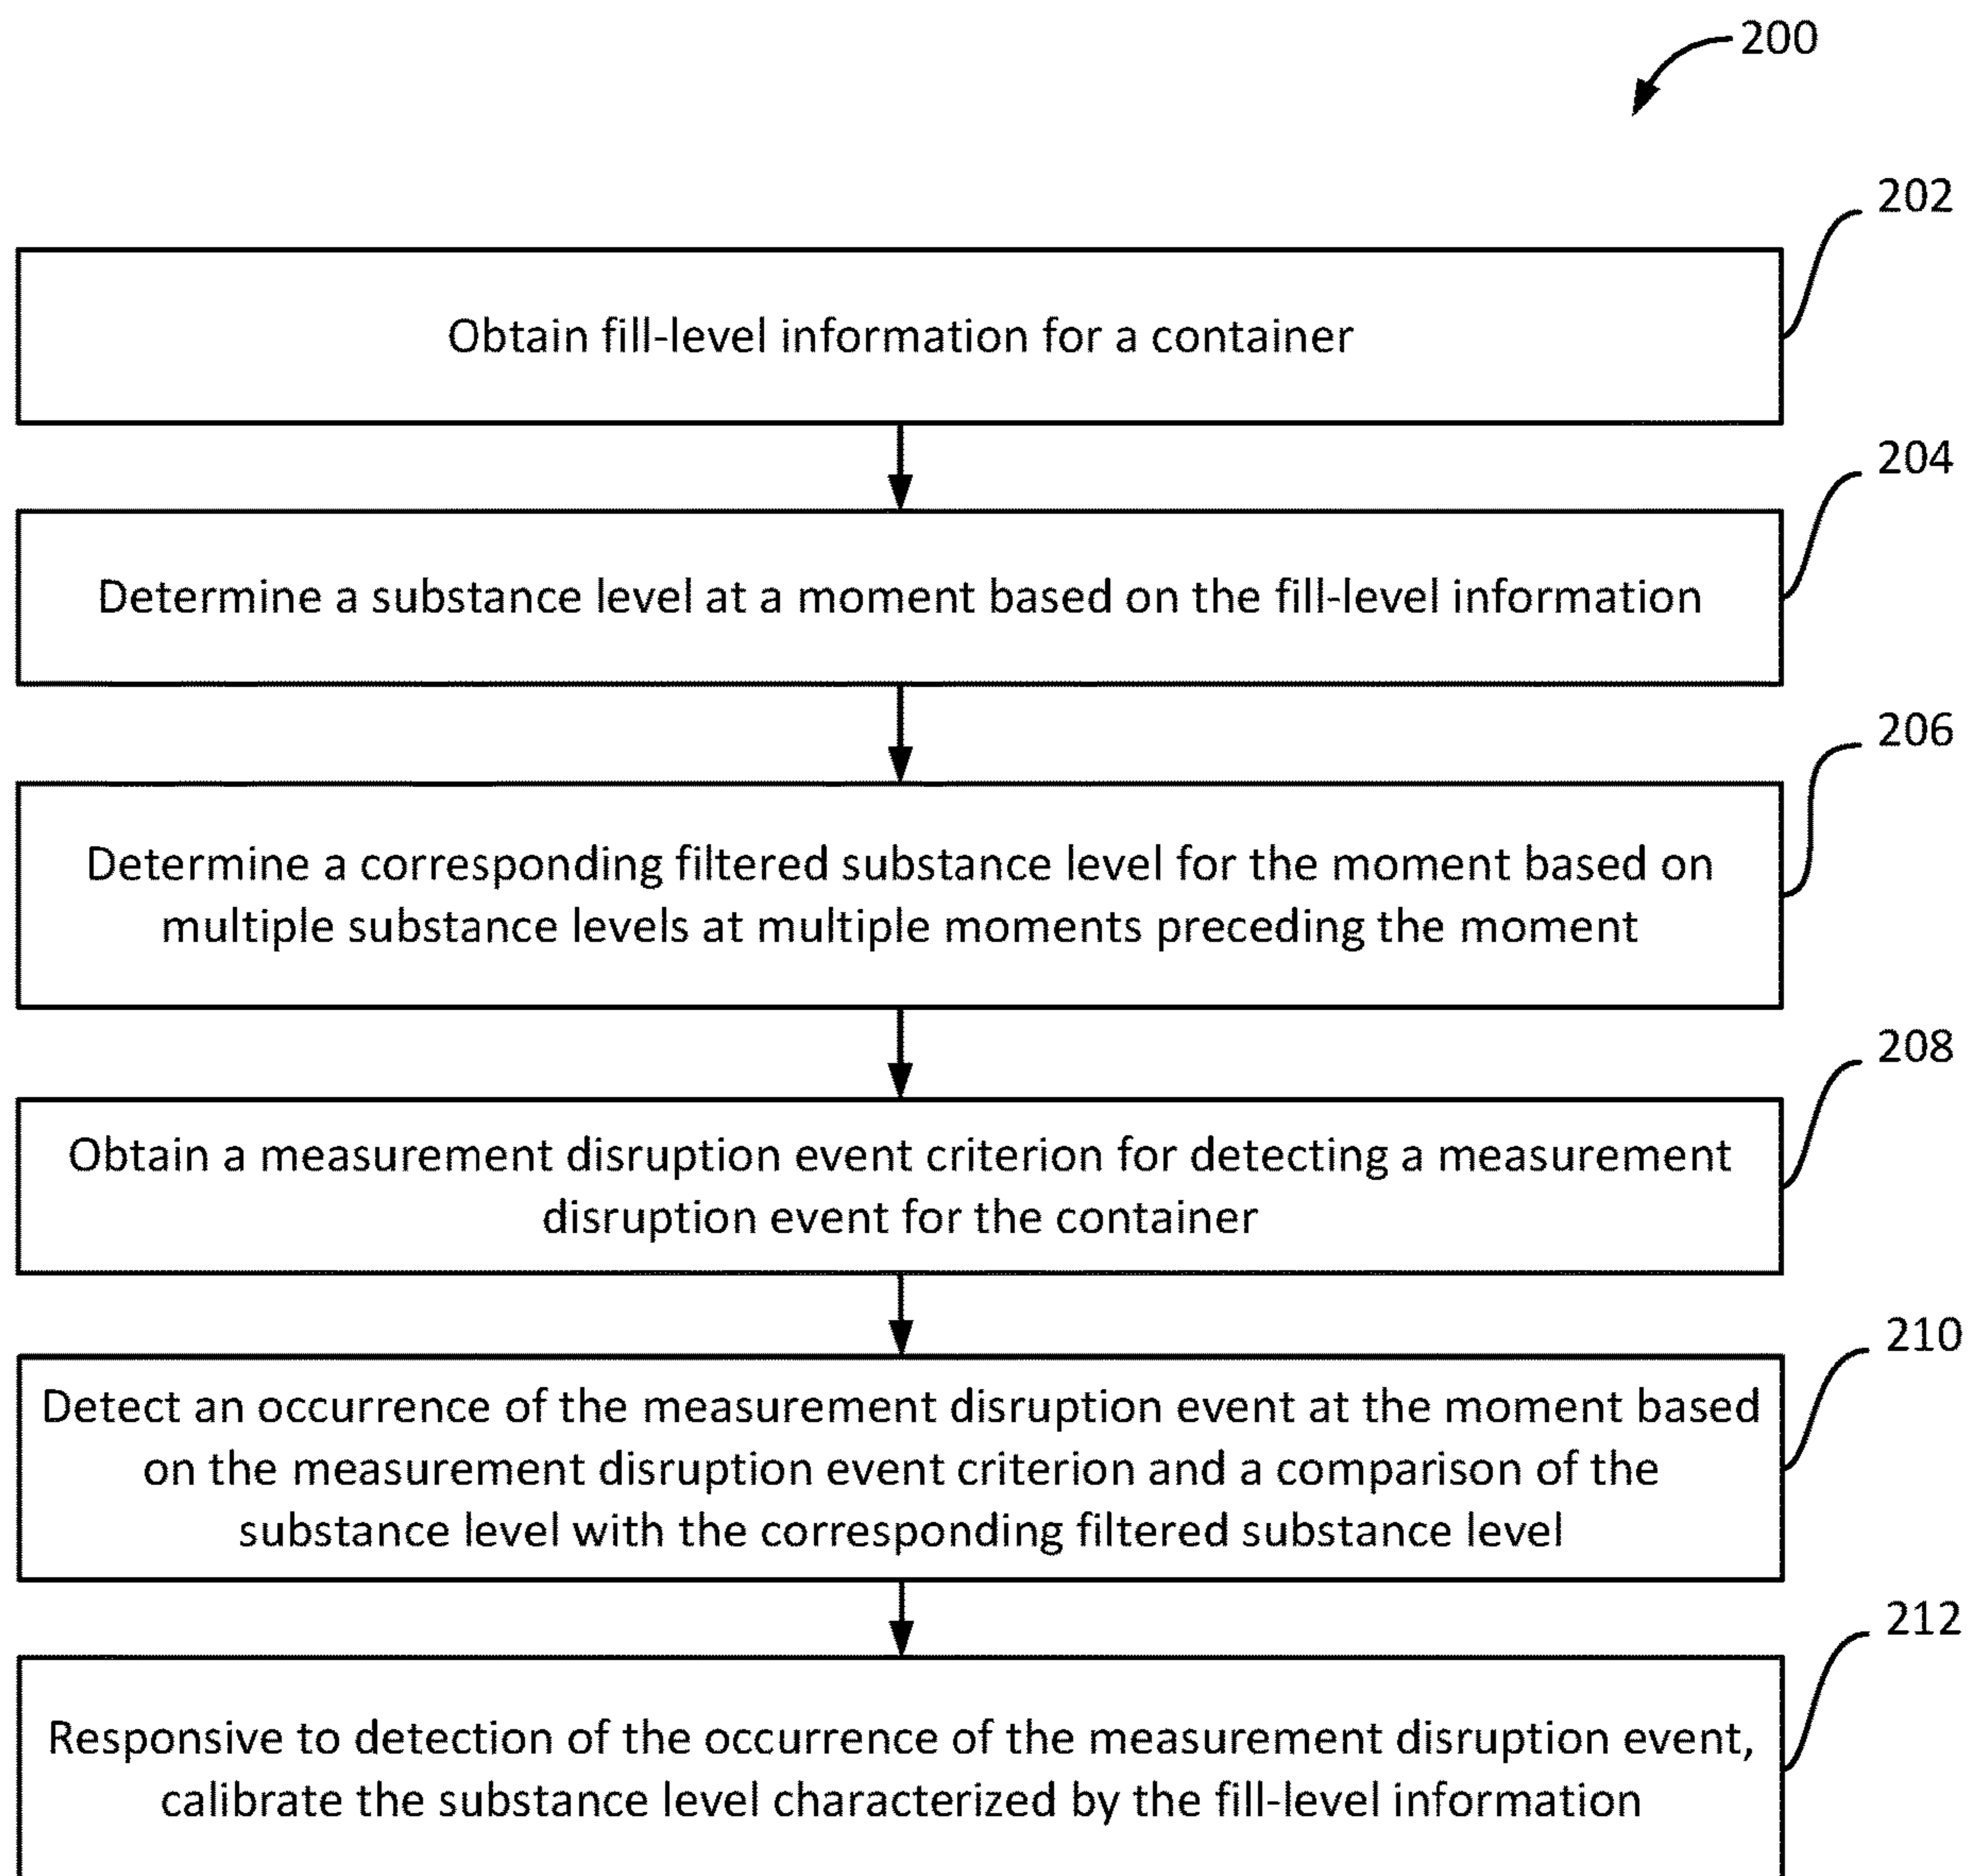 200
202
Obtain fill-level information for a container
204
Determine a substance level at a moment based on the fill-level information
206
Determine a corresponding filtered substance level for the moment based on
multiple substance levels at multiple moments preceding the moment
208
Obtain a measurement disruption event criterion for detecting a measurement
disruption event for the container
210
Detect an occurrence of the measurement disruption event at the moment based
on the measurement disruption event criterion and a comparison of the
substance level with the corresponding filtered substance level
212
Responsive to detection of the occurrence of the measurement disruption event,
calibrate the substance level characterized by the fill-level information